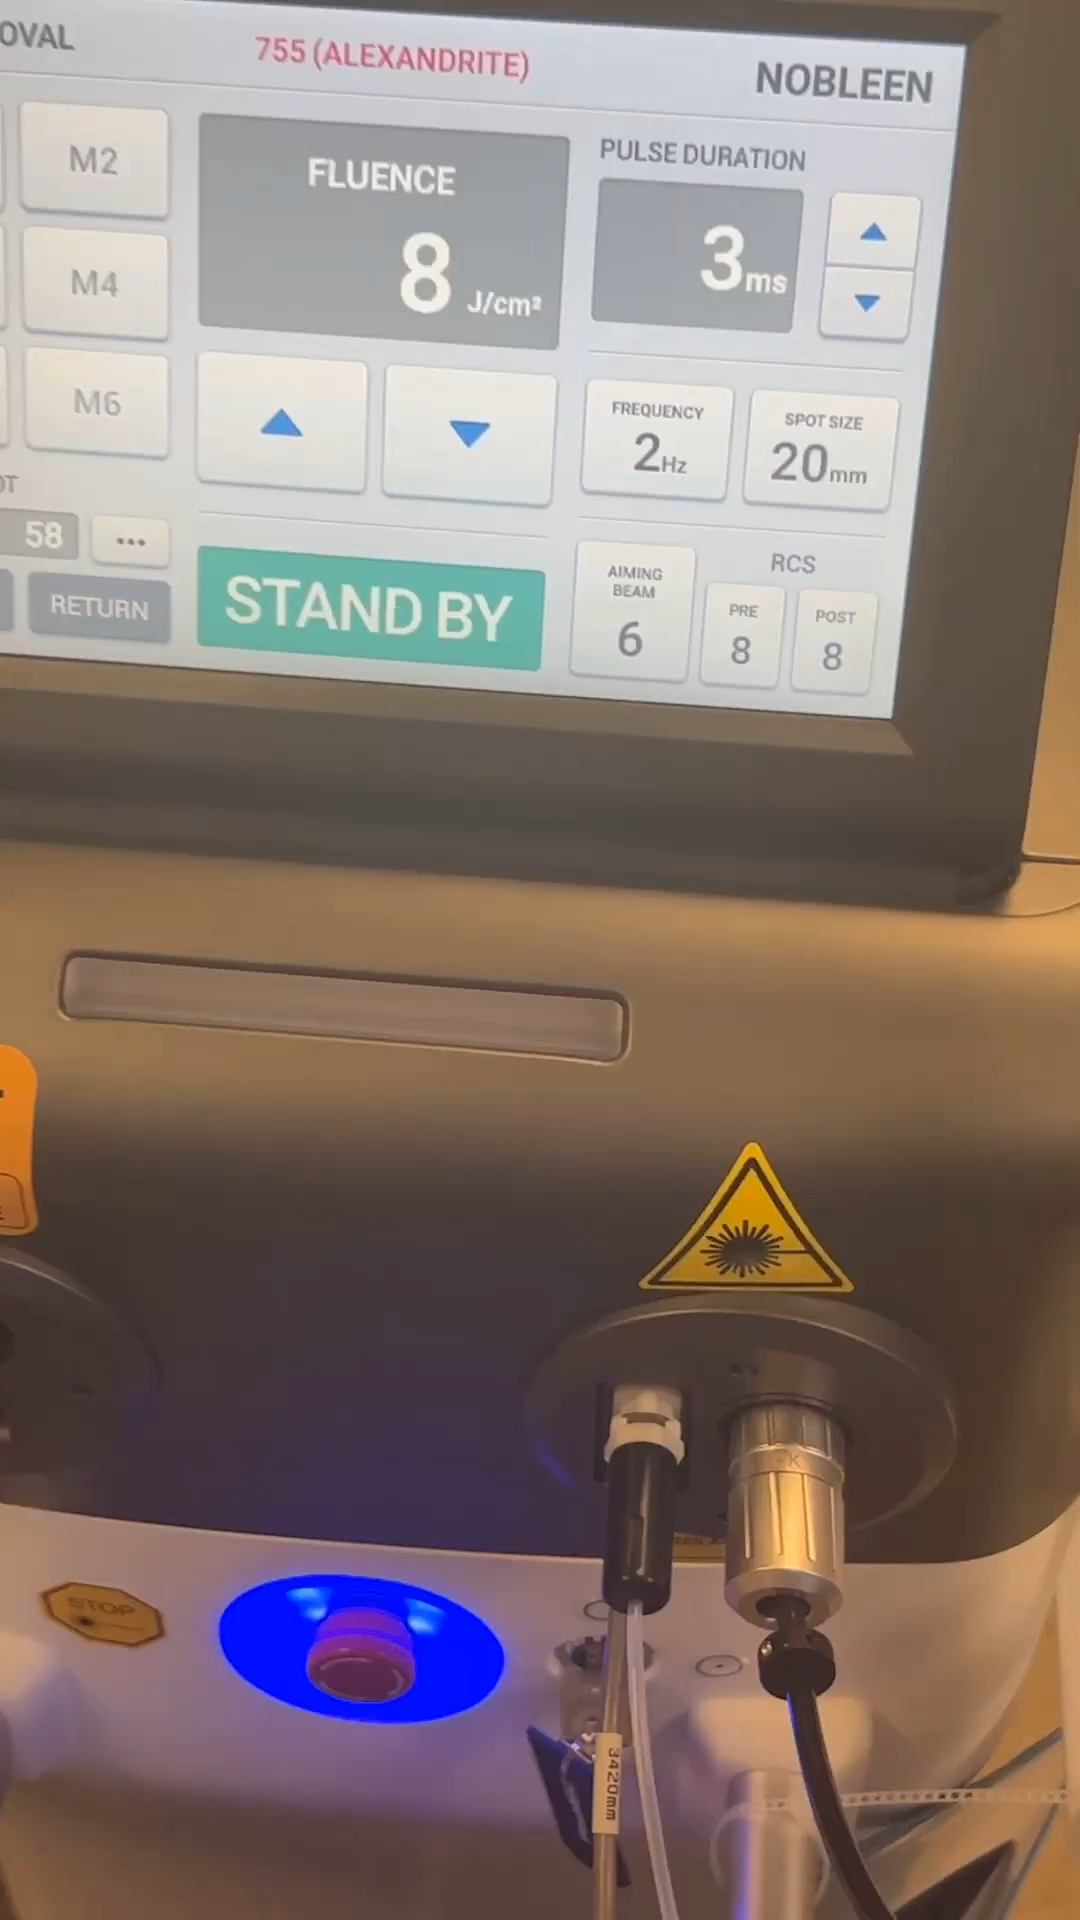 OVAL
755 (ALEXANDRITE)
NOBLEEN
M2
M4
M6
OT
58
...
RETURN
FLUENCE
8 J/cm²
STAND BY
PULSE DURATION
3ms
FREQUENCY
2Hz
SPOT SIZE
20mm
AIMING
BEAM
6
RCS
PRE
8
POST
8
STOP
3420mm